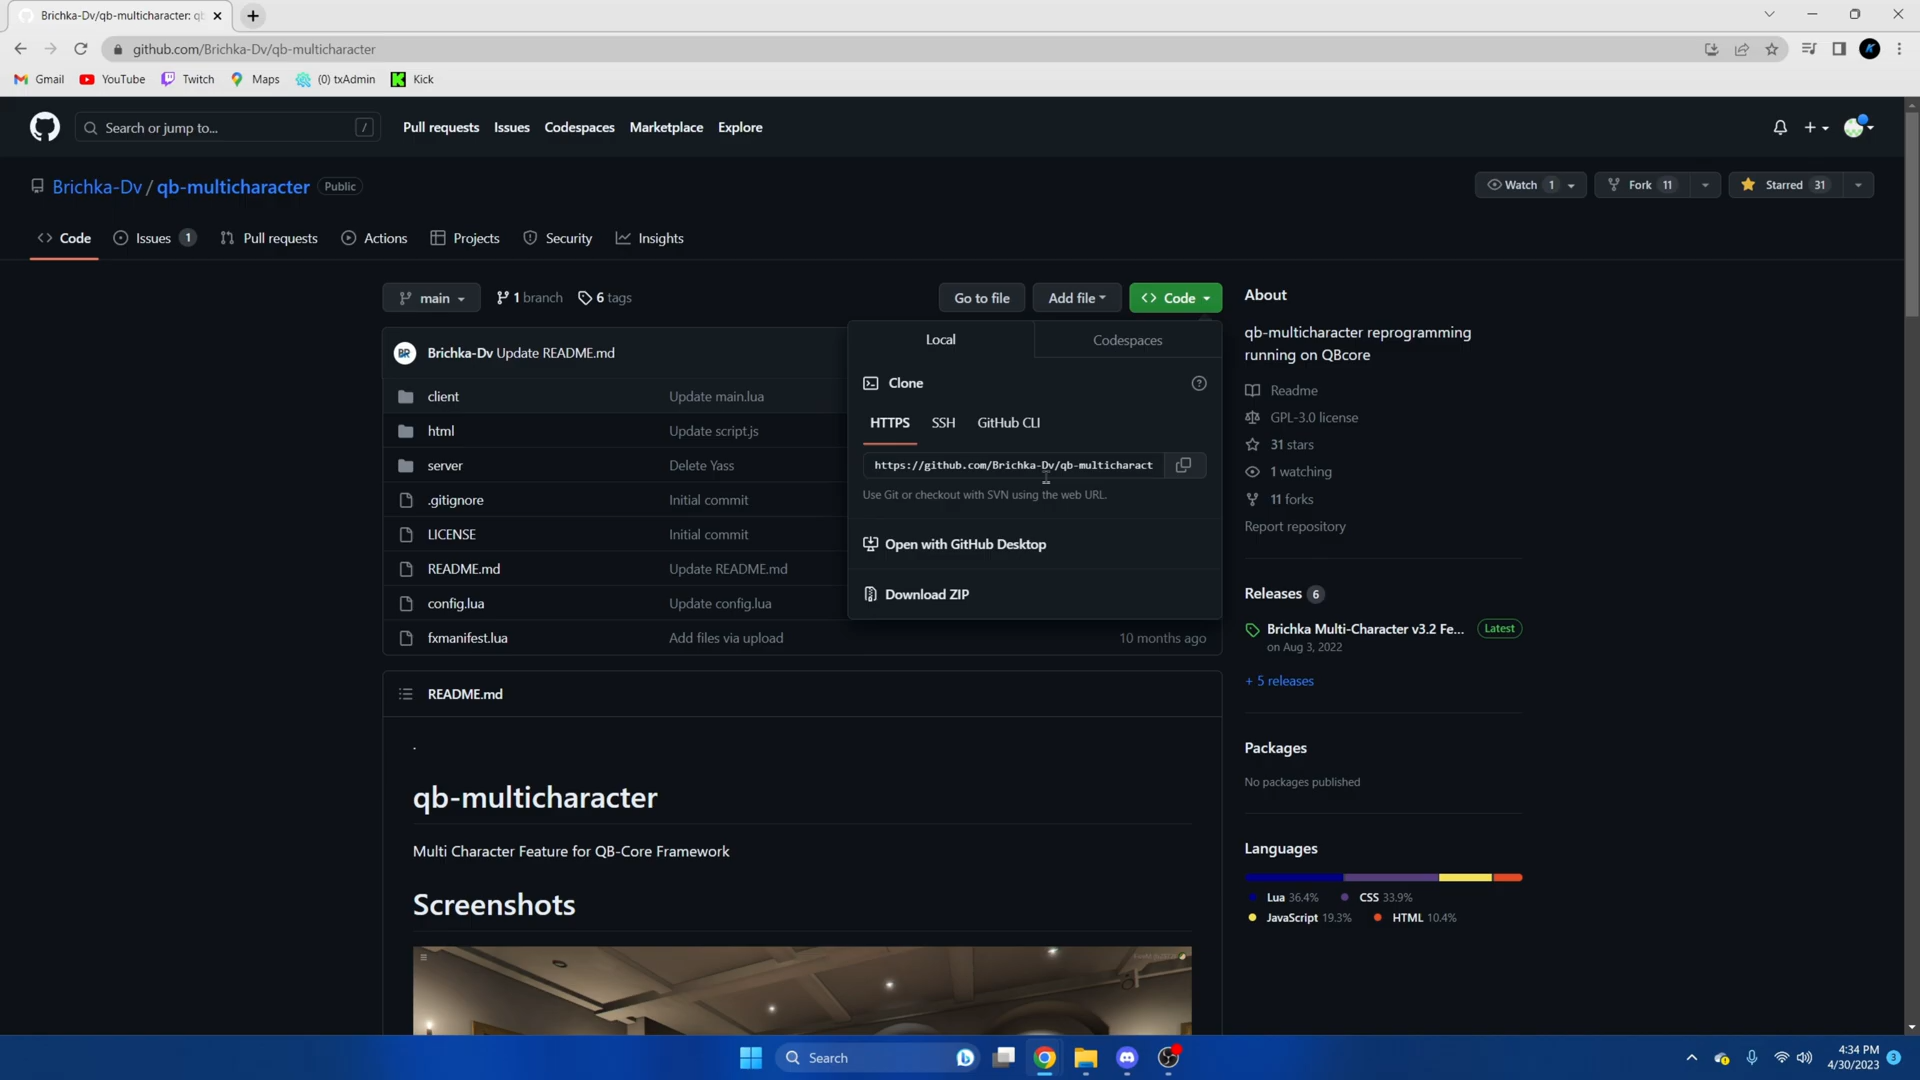 Brichka-Dv/qb-multicharacter: qb
github.com/Brichka-Dv/qb-multicharacter
Gmail YouTube Twitch Maps (0) txAdmin Kick
Search or jump to... /
Pull requests Issues Codespaces Marketplace Explore
Brichka-Dv / qb-multicharacter Public
Watch 1 Fork 11 Starred 31
Code Issues 1 Pull requests Actions Projects Security Insights
main 1 branch 6 tags Go to file Add file Code
Brichka-Dv Update README.md
client Update main.lua
html Update script.js
server Delete Yass
.gitignore Initial commit
LICENSE Initial commit
README.md Update README.md
config.lua Update config.lua
fxmanifest.lua Add files via upload 10 months ago
Local Codespaces
Clone
HTTPS SSH GitHub CLI
https://github.com/Brichka-Dv/qb-multicharact
Use Git or checkout with SVN using the web URL.
Open with GitHub Desktop
Download ZIP
README.md
.
qb-multicharacter
Multi Character Feature for QB-Core Framework
Screenshots
About
qb-multicharacter reprogramming
running on QBcore
Readme
GPL-3.0 license
31 stars
1 watching
11 forks
Report repository
Releases 6
Brichka Multi-Character v3.2 Fe... Latest
on Aug 3, 2022
+ 5 releases
Packages
No packages published
Languages
Lua 36.4% CSS 33.9%
JavaScript 19.3% HTML 10.4%
Search
4:34 PM
4/30/2023
3